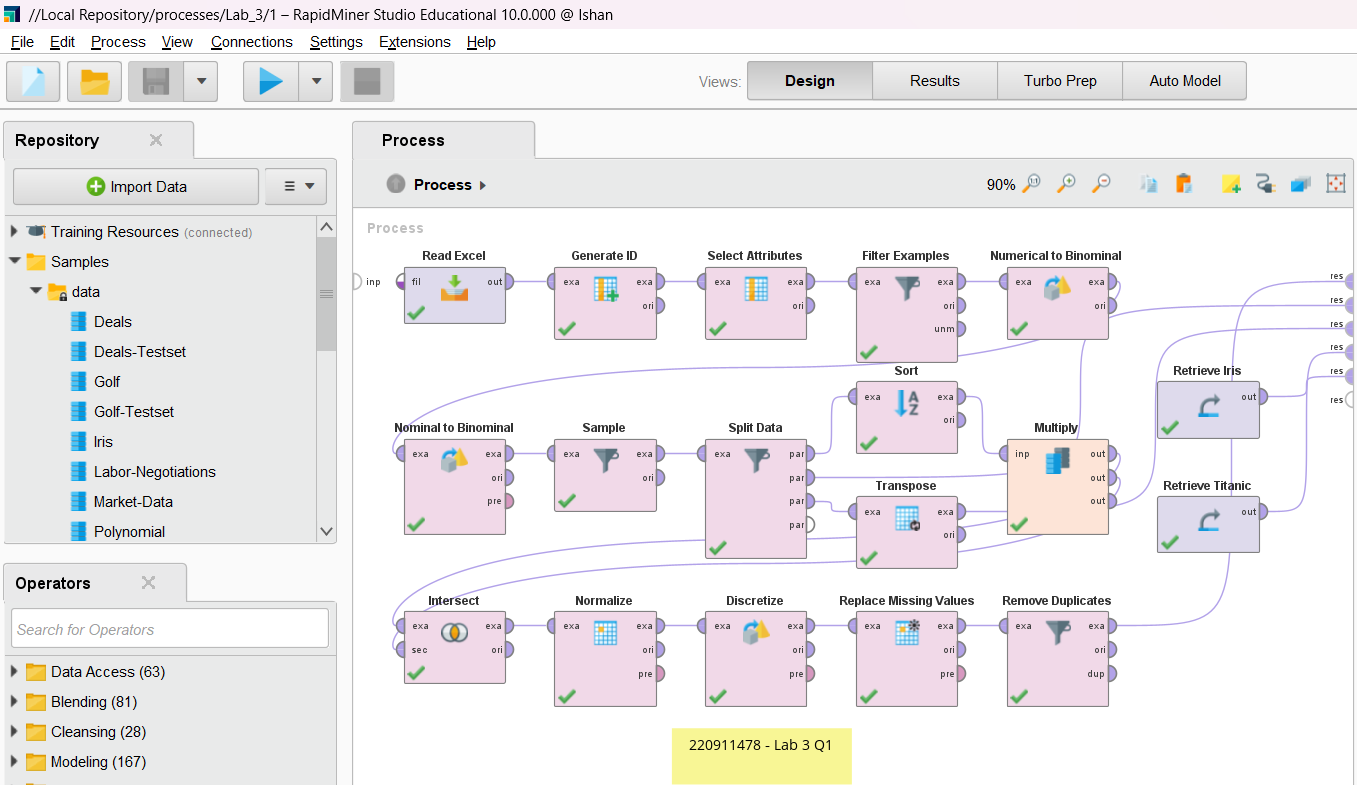 //Local Repository/processes/Lab_3/1 – RapidMiner Studio Educational 10.0.000 @ Ishan
File Edit Process View Connections Settings Extensions Help
Views: Design Results Turbo Prep Auto Model
Repository
Import Data
Training Resources (connected)
Samples
data
Deals
Deals-Testset
Golf
Golf-Testset
Iris
Labor-Negotiations
Market-Data
Polynomial
Operators
Search for Operators
Data Access (63)
Blending (81)
Cleansing (28)
Modeling (167)
Process
Process
90%
Process
inp
Read Excel
fil out
Generate ID
exa exa
ori
Select Attributes
exa exa
ori
Filter Examples
exa exa
ori
unm
Numerical to Binominal
exa exa
ori
res
res
res
res
res
res
Sort
exa exa
ori
Retrieve Iris
out
Nominal to Binominal
exa exa
ori
pre
Sample
exa exa
ori
Split Data
exa par
par
par
par
Multiply
inp out
out
out
Transpose
exa exa
ori
Retrieve Titanic
out
Intersect
exa exa
sec ori
Normalize
exa exa
ori
pre
Discretize
exa exa
ori
pre
Replace Missing Values
exa exa
ori
pre
Remove Duplicates
exa exa
ori
dup
220911478 - Lab 3 Q1